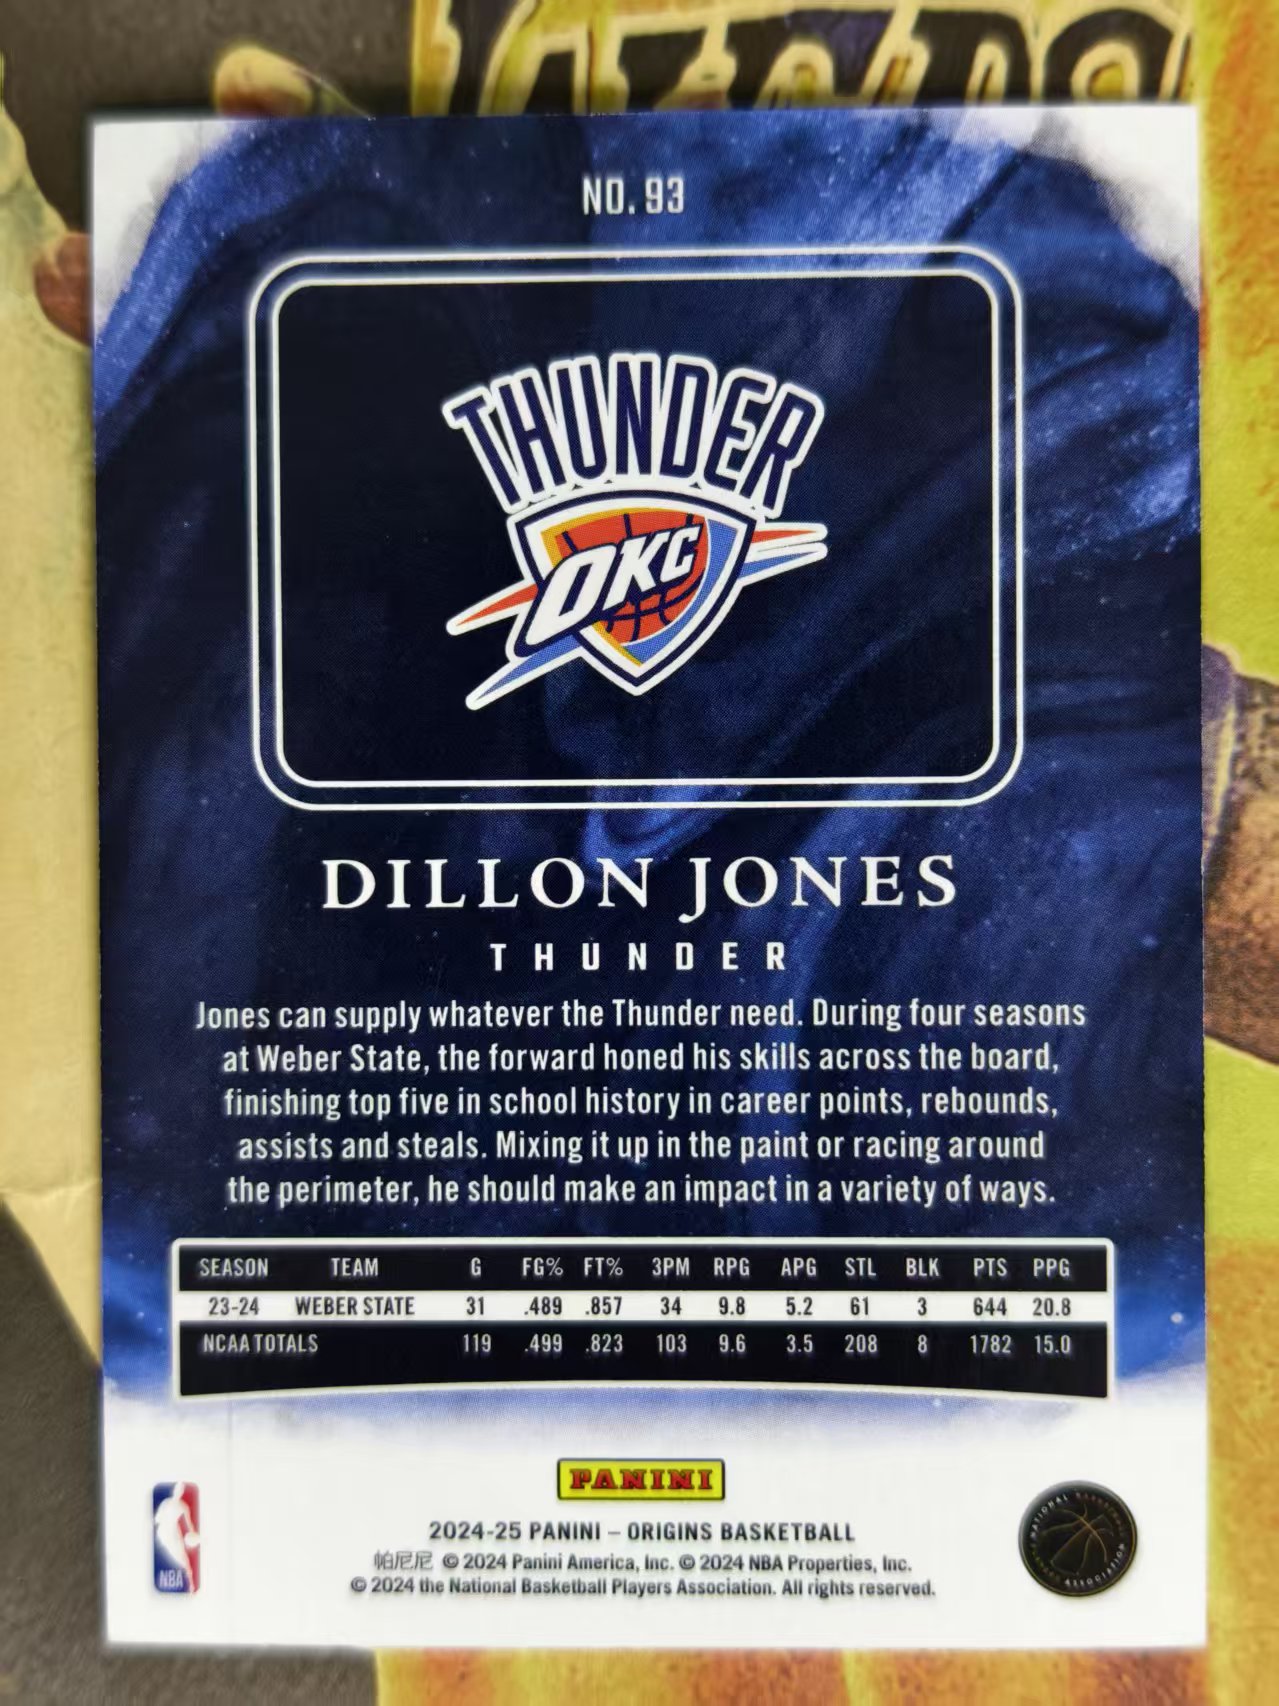 NO. 93
THUNDER
OKC
DILLON JONES
THUNDER
Jones can supply whatever the Thunder need. During four seasons
at Weber State, the forward honed his skills across the board,
finishing top five in school history in career points, rebounds,
assists and steals. Mixing it up in the paint or racing around
the perimeter, he should make an impact in a variety of ways.
SEASON TEAM G FG% FT% 3PM RPG APG STL BLK PTS PPG
23-24 WEBER STATE 31 .489 .857 34 9.8 5.2 61 3 644 20.8
NCAA TOTALS 119 .499 .823 103 9.6 3.5 208 8 1782 15.0
PANINI
2024-25 PANINI – ORIGINS BASKETBALL
帕尼尼 © 2024 Panini America, Inc. © 2024 NBA Properties, Inc.
© 2024 the National Basketball Players Association. All rights reserved.
NBA
NATIONAL BASKETBALL PLAYERS ASSOCIATION